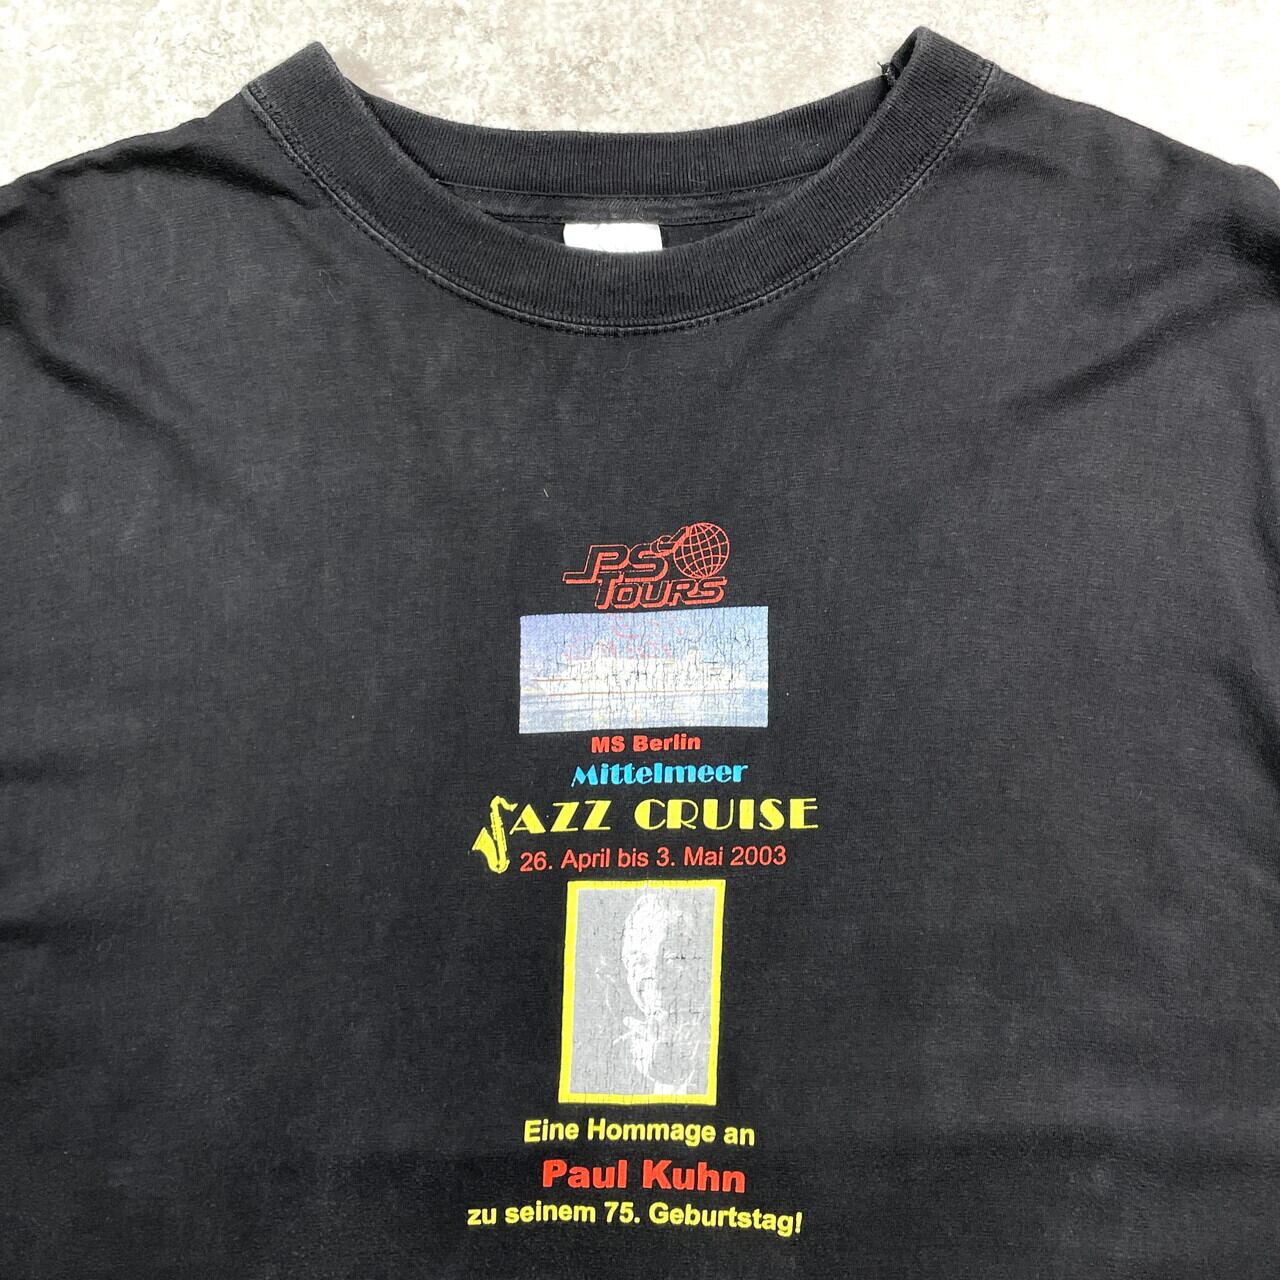 JPS
TOURS
MS Berlin
Mittelmeer
JAZZ CRUISE
26. April bis 3. Mai 2003
Eine Hommage an
Paul Kuhn
zu seinem 75. Geburtstag!